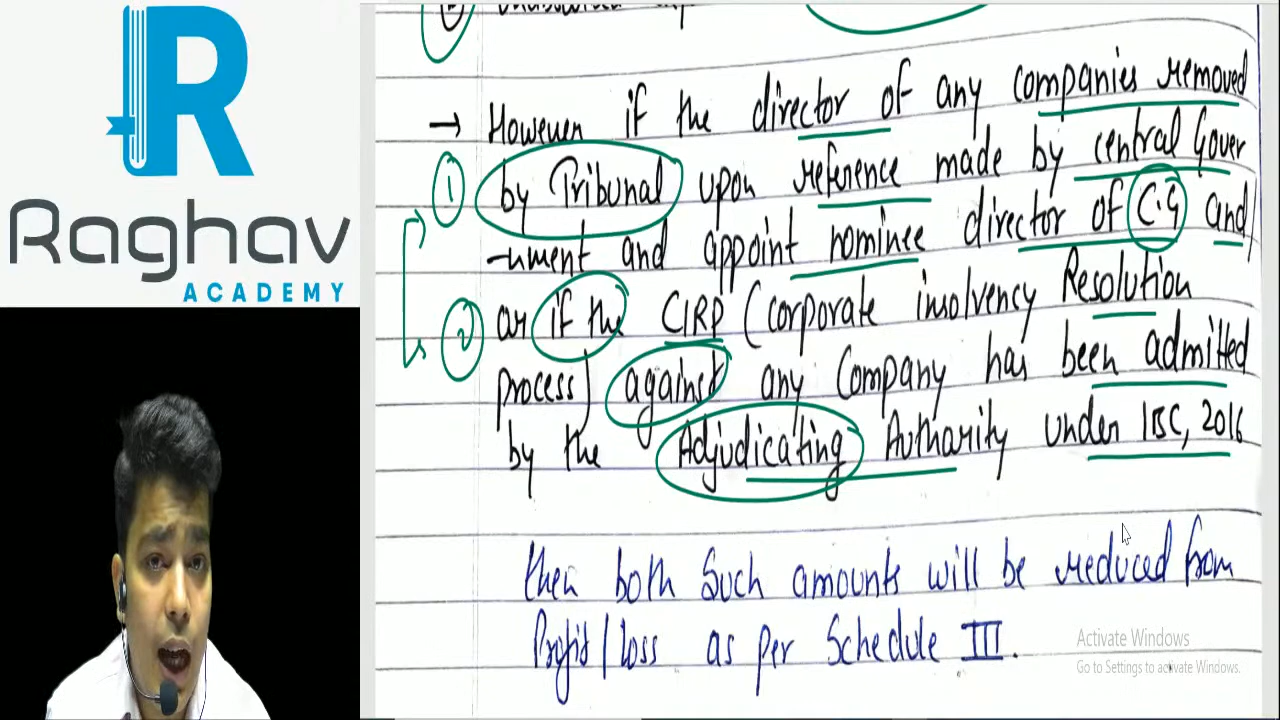 Raghav
ACADEMY
→ However if the director of any companies removed
① by Tribunal upon reference made by central Gover
-nment and appoint nominee director of C.G and
② or if the CIRP (corporate insolvency Resolution
process) against any Company has been admitted
by the Adjudicating Authority under IBC, 2016
then both such amounts will be reduced from
Profit/loss as per Schedule III.
Activate Windows
Go to Settings to activate Windows.